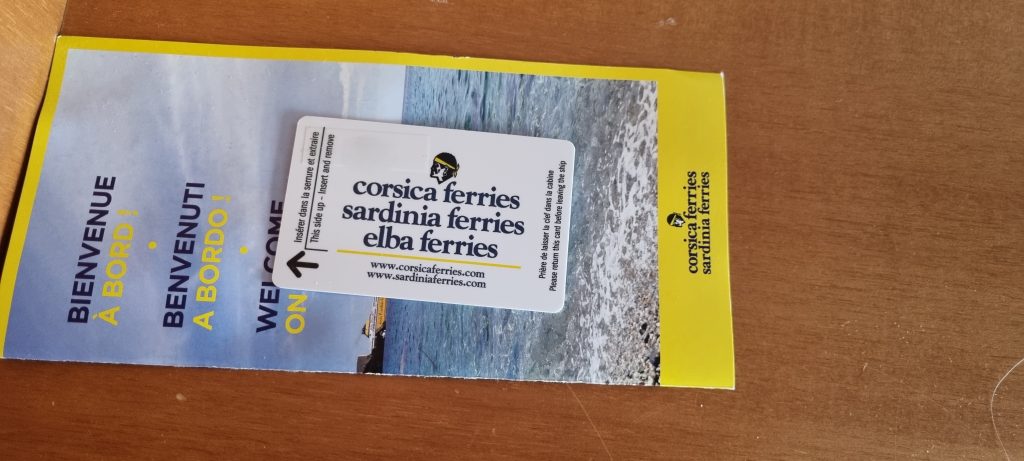 BIENVENUE
À BORD !
•
BENVENUTI
A BORDO !
•
WELCOME
ON
Insérer dans la serrure et extraire
This side up - Insert and remove
corsica ferries
sardinia ferries
elba ferries
www.corsicaferries.com
www.sardiniaferries.com
Prière de laisser la clef dans la cabine
Please return this card before leaving the ship
corsica ferries
sardinia ferries